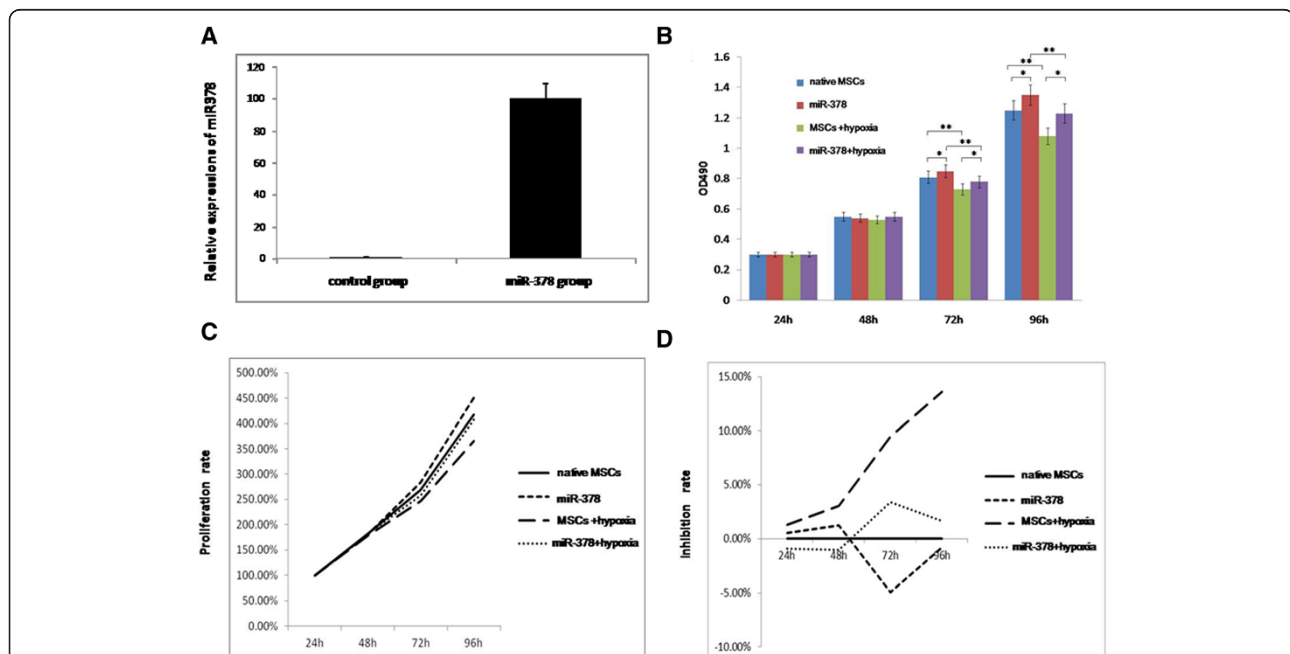 A
Relative expressions of miR378
120
100
80
60
40
20
0
control group
miR-378 group
B
OD490
1.6
1.4
1.2
1
0.8
0.6
0.4
0.2
0
native MSCs
miR-378
MSCs +hypoxia
miR-378+hypoxia
**
*
**
*
**
*
**
*
24h
48h
72h
96h
C
Proliferation rate
500.00%
450.00%
400.00%
350.00%
300.00%
250.00%
200.00%
150.00%
100.00%
50.00%
0.00%
24h
48h
72h
96h
native MSCs
miR-378
MSCs +hypoxia
miR-378+hypoxia
D
Inhibition rate
15.00%
10.00%
5.00%
0.00%
-5.00%
-10.00%
24h
48h
72h
96h
native MSCs
miR-378
MSCs+hypoxia
miR-378+hypoxia